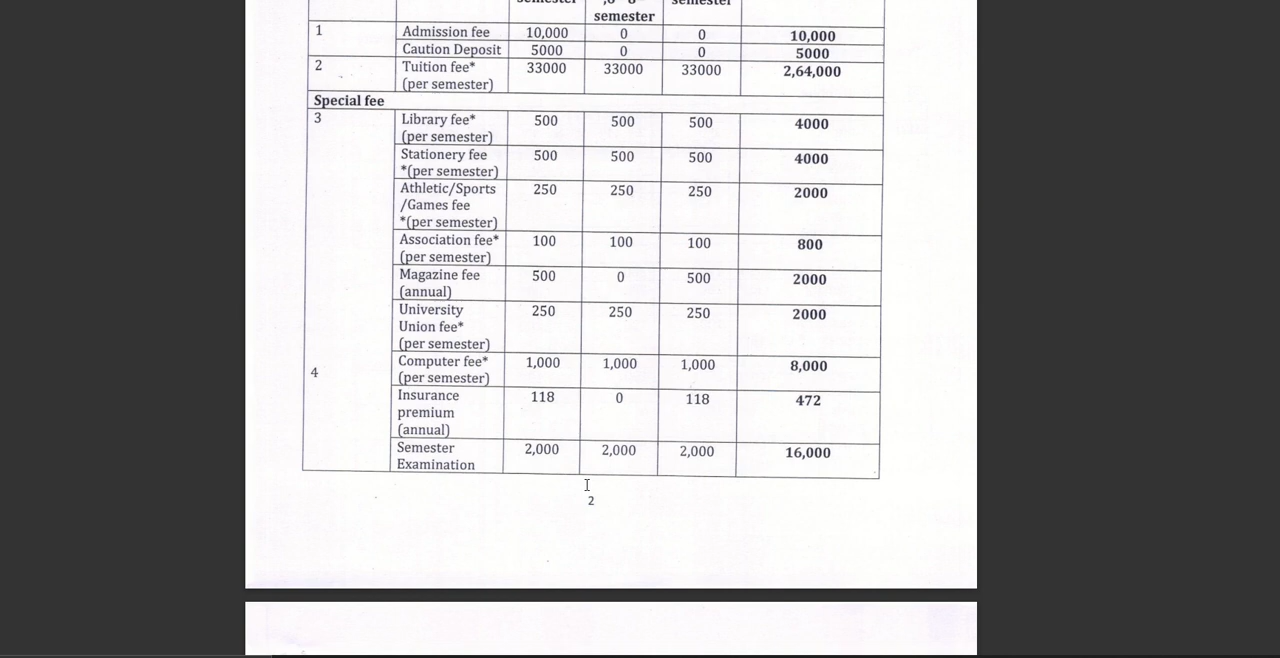 semester semester
semester
1 Admission fee 10,000 0 0 10,000
Caution Deposit 5000 0 0 5000
2 Tuition fee* 33000 33000 33000 2,64,000
(per semester)
Special fee
3 Library fee* 500 500 500 4000
(per semester)
Stationery fee 500 500 500 4000
*(per semester)
Athletic/Sports 250 250 250 2000
/Games fee
*(per semester)
Association fee* 100 100 100 800
(per semester)
Magazine fee 500 0 500 2000
(annual)
University 250 250 250 2000
Union fee*
(per semester)
Computer fee* 1,000 1,000 1,000 8,000
4 (per semester)
Insurance 118 0 118 472
premium
(annual)
Semester 2,000 2,000 2,000 16,000
Examination
2